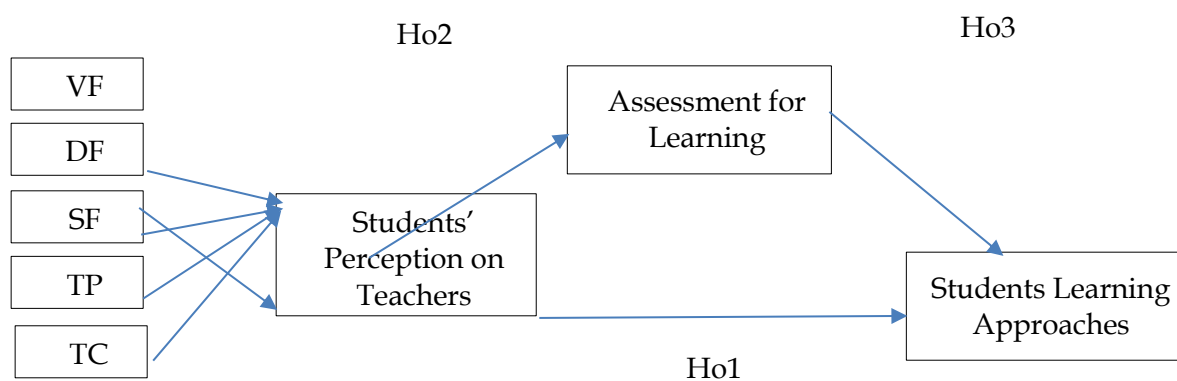 Ho2
Ho3
VF
DF
SF
TP
TC
Assessment for
Learning
Students’
Perception on
Teachers
Students Learning
Approaches
Ho1